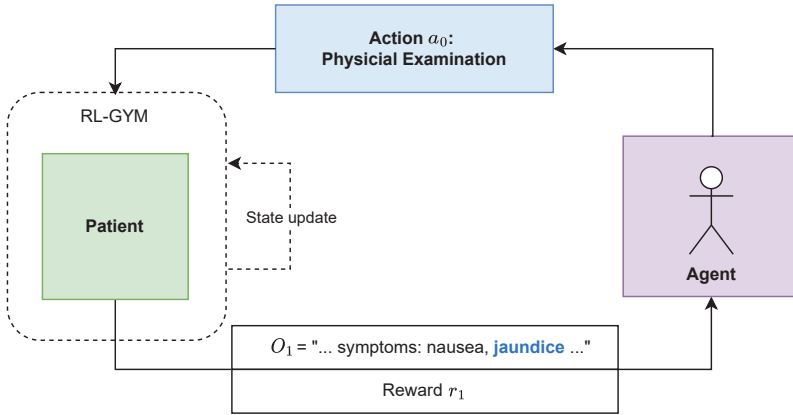 Action a₀:
Physicial Examination
RL-GYM
Patient
State update
Agent
O₁ = "... symptoms: nausea, jaundice ..."
Reward r₁